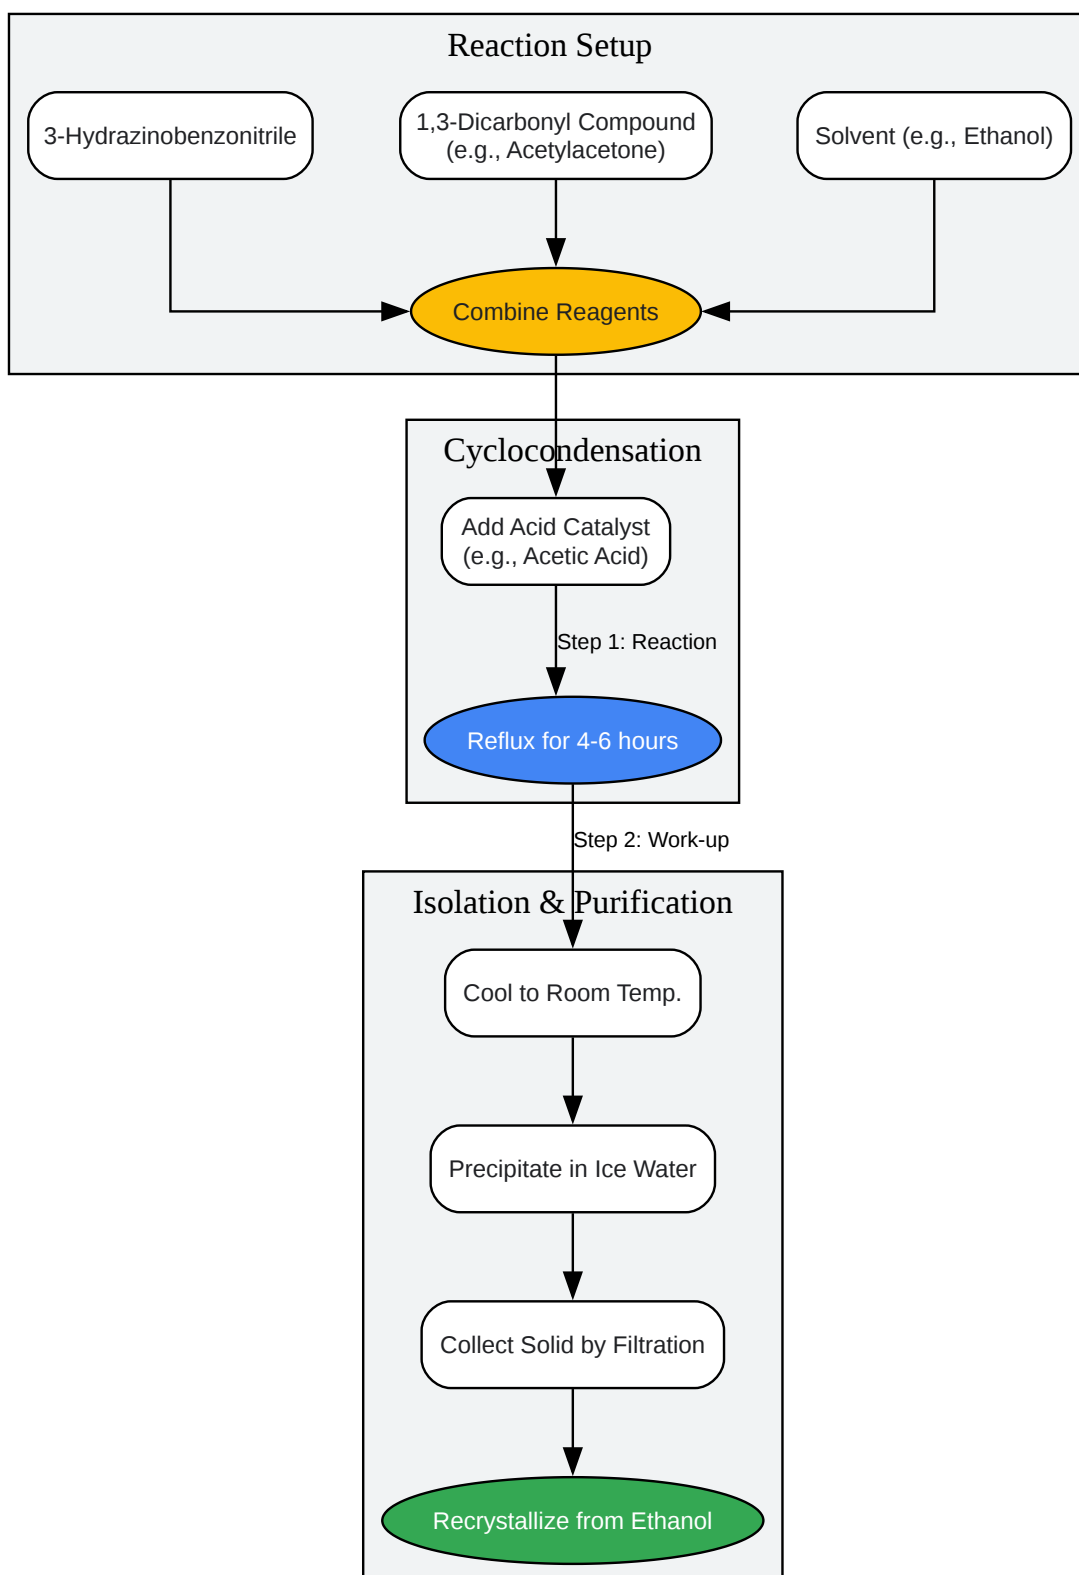 Reaction Setup
3-Hydrazinobenzonitrile
1,3-Dicarbonyl Compound
(e.g., Acetylacetone)
Solvent (e.g., Ethanol)
Combine Reagents
Cyclocondensation
Add Acid Catalyst
(e.g., Acetic Acid)
Step 1: Reaction
Reflux for 4-6 hours
Step 2: Work-up
Isolation & Purification
Cool to Room Temp.
Precipitate in Ice Water
Collect Solid by Filtration
Recrystallize from Ethanol